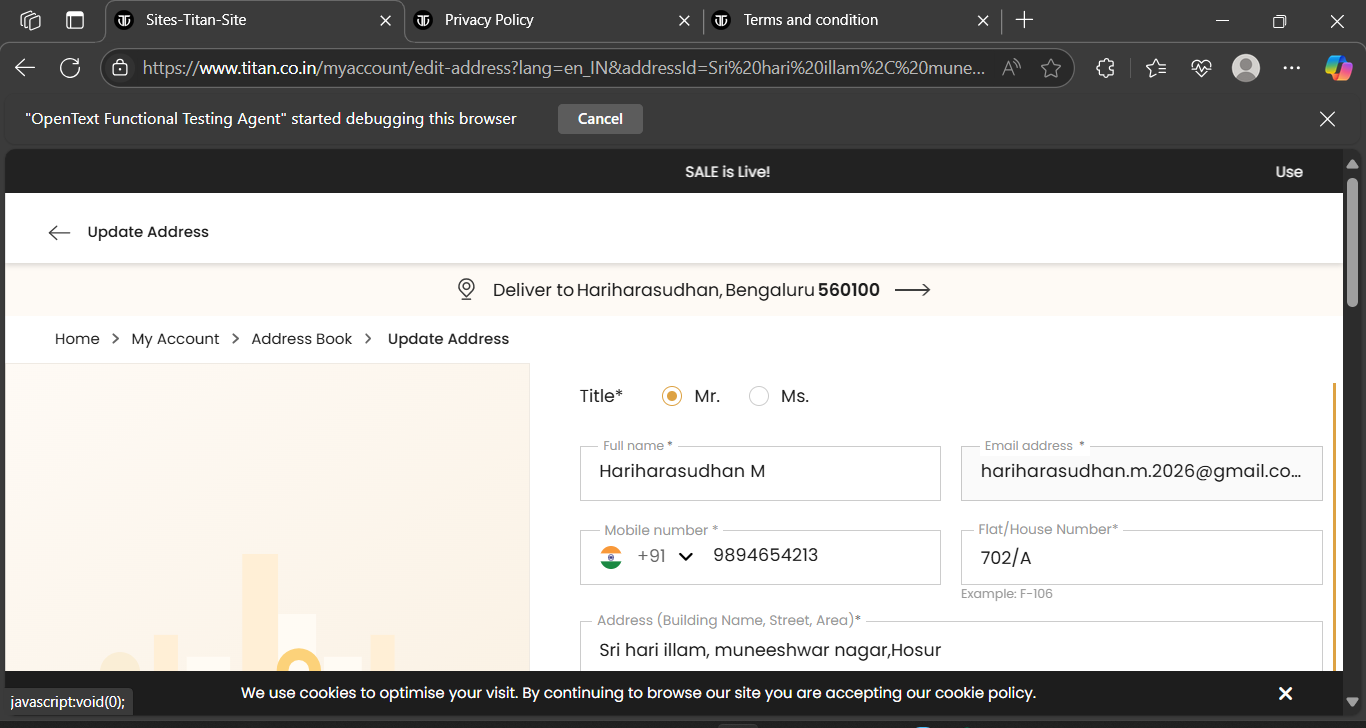 Sites-Titan-Site
Privacy Policy
Terms and condition
https://www.titan.co.in/myaccount/edit-address?lang=en_IN&addressId=Sri%20hari%20illam%2C%20mune...
"OpenText Functional Testing Agent" started debugging this browser
Cancel
SALE is Live!
Use
Update Address
Deliver to Hariharasudhan, Bengaluru 560100
Home > My Account > Address Book > Update Address
Title* Mr. Ms.
Full name *
Hariharasudhan M
Email address *
hariharasudhan.m.2026@gmail.co...
Mobile number *
+91 9894654213
Flat/House Number*
702/A
Example: F-106
Address (Building Name, Street, Area)*
Sri hari illam, muneeshwar nagar,Hosur
We use cookies to optimise your visit. By continuing to browse our site you are accepting our cookie policy.
javascript:void(0);